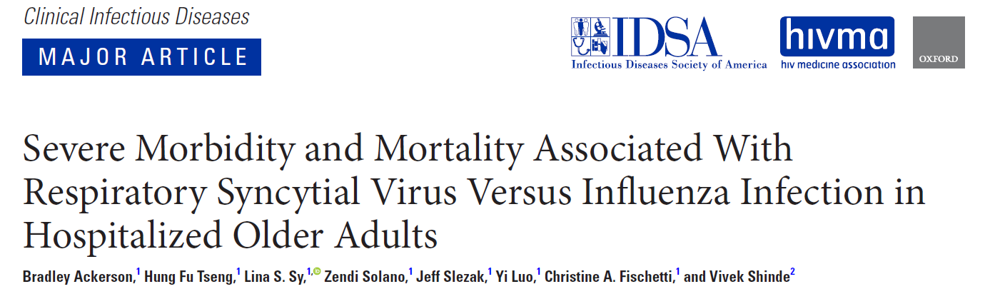 Clinical Infectious Diseases
MAJOR ARTICLE
IDSA
Infectious Diseases Society of America
hivma
hiv medicine association
OXFORD
Severe Morbidity and Mortality Associated With
Respiratory Syncytial Virus Versus Influenza Infection in
Hospitalized Older Adults
Bradley Ackerson,1 Hung Fu Tseng,1 Lina S. Sy,1,iD Zendi Solano,1 Jeff Slezak,1 Yi Luo,1 Christine A. Fischetti,1 and Vivek Shinde2